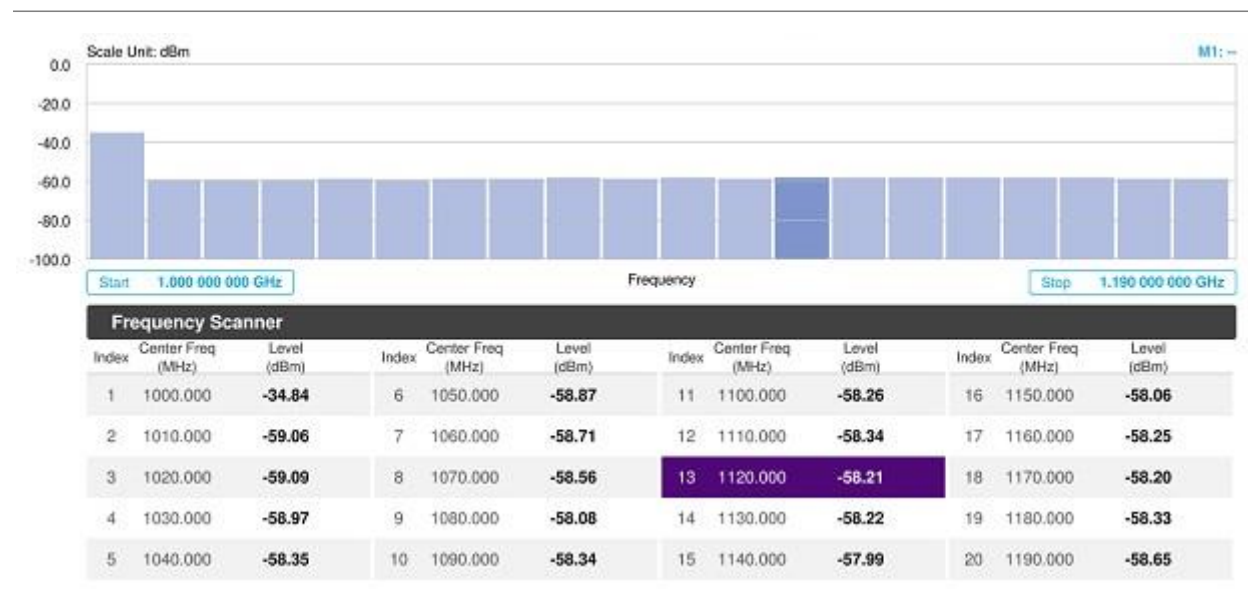 Scale Unit: dBm
M1: --
0.0
-20.0
-40.0
-60.0
-80.0
-100.0
Start 1.000 000 000 GHz
Frequency
Stop 1.190 000 000 GHz
Frequency Scanner
Index Center Freq (MHz) Level (dBm) Index Center Freq (MHz) Level (dBm) Index Center Freq (MHz) Level (dBm) Index Center Freq (MHz) Level (dBm)
1 1000.000 -34.84 6 1050.000 -58.87 11 1100.000 -58.26 16 1150.000 -58.06
2 1010.000 -59.06 7 1060.000 -58.71 12 1110.000 -58.34 17 1160.000 -58.25
3 1020.000 -59.09 8 1070.000 -58.56 13 1120.000 -58.21 18 1170.000 -58.20
4 1030.000 -58.97 9 1080.000 -58.08 14 1130.000 -58.22 19 1180.000 -58.33
5 1040.000 -58.35 10 1090.000 -58.34 15 1140.000 -57.99 20 1190.000 -58.65